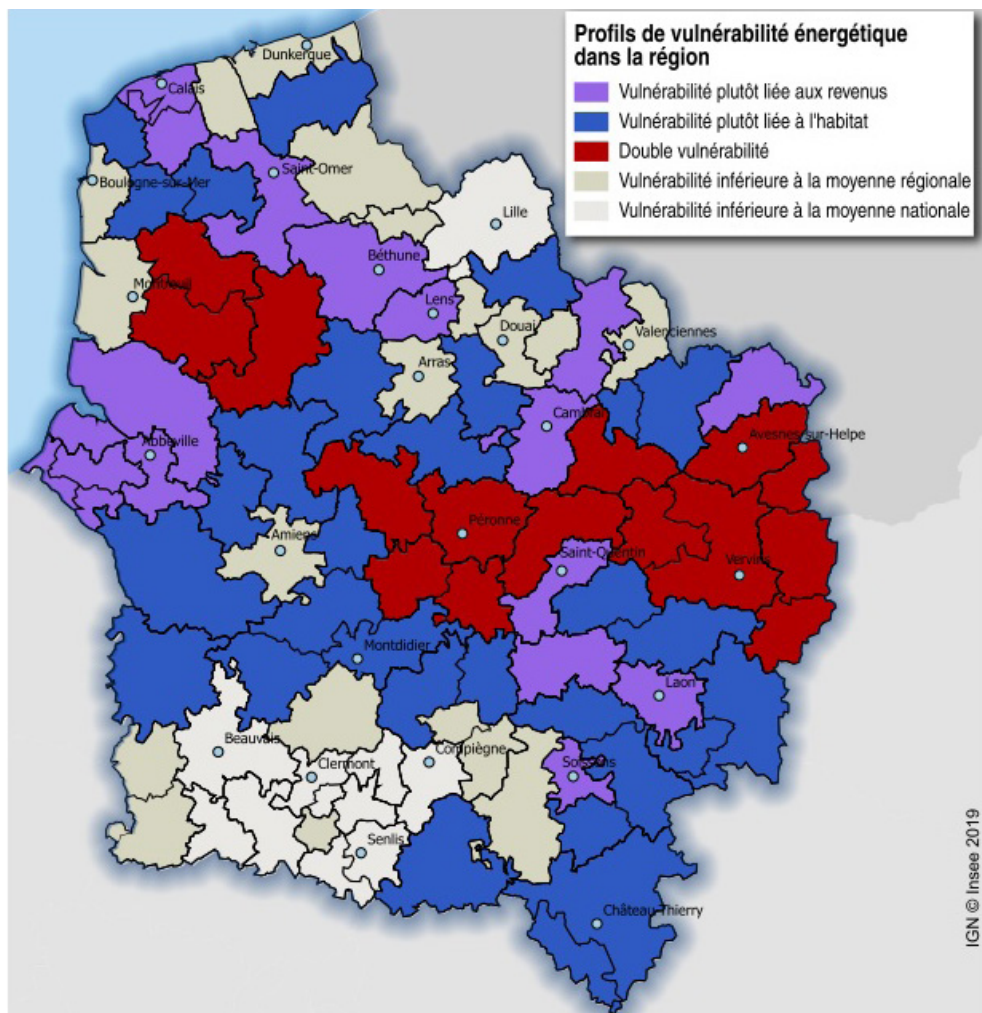 Profils de vulnérabilité énergétique
dans la région
Vulnérabilité plutôt liée aux revenus
Vulnérabilité plutôt liée à l'habitat
Double vulnérabilité
Vulnérabilité inférieure à la moyenne régionale
Vulnérabilité inférieure à la moyenne nationale
Dunkerque
Calais
Saint-Omer
Boulogne-sur-Mer
Lille
Béthune
Montreuil
Lens
Douai
Valenciennes
Arras
Cambrai
Abbeville
Avesnes-sur-Helpe
Péronne
Amiens
Saint-Quentin
Vervins
Montdidier
Laon
Beauvais
Compiègne
Clermont
Soissons
Senlis
Château-Thierry
IGN © Insee 2019